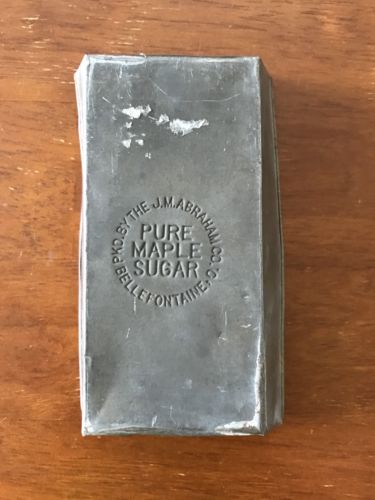 PKD. BY THE J.M. ABRAHAM CO.
PURE
MAPLE
SUGAR
BELLEFONTAINE, O.